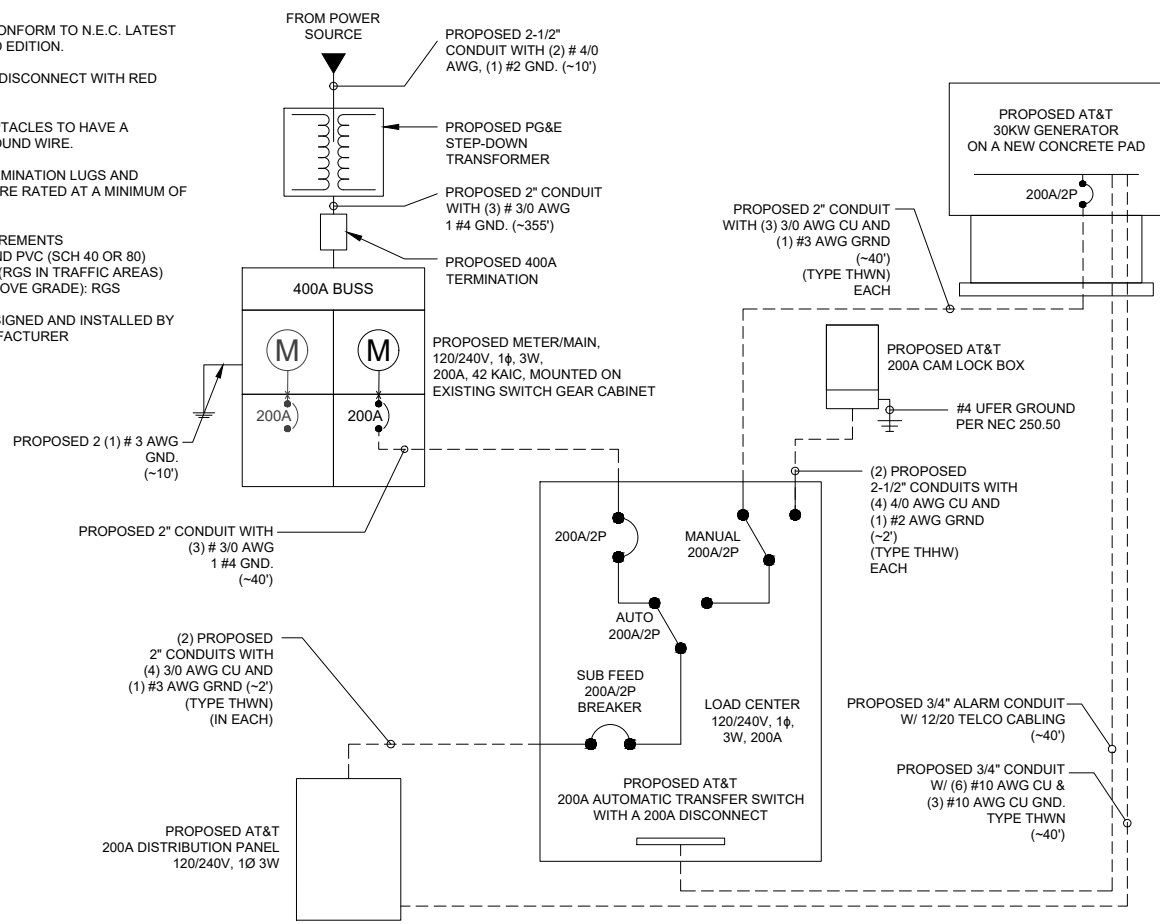 ONFORM TO N.E.C. LATEST
EDITION.
DISCONNECT WITH RED
TACLES TO HAVE A
OUND WIRE.
MINATION LUGS AND
RE RATED AT A MINIMUM OF
REMENTS
ND PVC (SCH 40 OR 80)
(RGS IN TRAFFIC AREAS)
OVE GRADE): RGS
SIGNED AND INSTALLED BY
FACTURER
FROM POWER
SOURCE
PROPOSED 2-1/2"
CONDUIT WITH (2) # 4/0
AWG, (1) #2 GND. (~10')
PROPOSED PG&E
STEP-DOWN
TRANSFORMER
PROPOSED 2" CONDUIT
WITH (3) # 3/0 AWG
1 #4 GND. (~355')
PROPOSED 400A
TERMINATION
400A BUSS
M
M
200A
200A
PROPOSED METER/MAIN,
120/240V, 1ϕ, 3W,
200A, 42 KAIC, MOUNTED ON
EXISTING SWITCH GEAR CABINET
PROPOSED 2 (1) # 3 AWG
GND.
(~10')
PROPOSED 2" CONDUIT WITH
(3) # 3/0 AWG
1 #4 GND.
(~40')
PROPOSED AT&T
30KW GENERATOR
ON A NEW CONCRETE PAD
200A/2P
PROPOSED 2" CONDUIT
WITH (3) 3/0 AWG CU AND
(1) #3 AWG GRND
(~40')
(TYPE THWN)
EACH
PROPOSED AT&T
200A CAM LOCK BOX
#4 UFER GROUND
PER NEC 250.50
(2) PROPOSED
2-1/2" CONDUITS WITH
(4) 4/0 AWG CU AND
(1) #2 AWG GRND
(~2')
(TYPE THHW)
EACH
200A/2P
MANUAL
200A/2P
AUTO
200A/2P
SUB FEED
200A/2P
BREAKER
LOAD CENTER
120/240V, 1ϕ,
3W, 200A
PROPOSED AT&T
200A AUTOMATIC TRANSFER SWITCH
WITH A 200A DISCONNECT
(2) PROPOSED
2" CONDUITS WITH
(4) 3/0 AWG CU AND
(1) #3 AWG GRND (~2')
(TYPE THWN)
(IN EACH)
PROPOSED AT&T
200A DISTRIBUTION PANEL
120/240V, 1Ø 3W
PROPOSED 3/4" ALARM CONDUIT
W/ 12/20 TELCO CABLING
(~40')
PROPOSED 3/4" CONDUIT
W/ (6) #10 AWG CU &
(3) #10 AWG CU GND.
TYPE THWN
(~40')